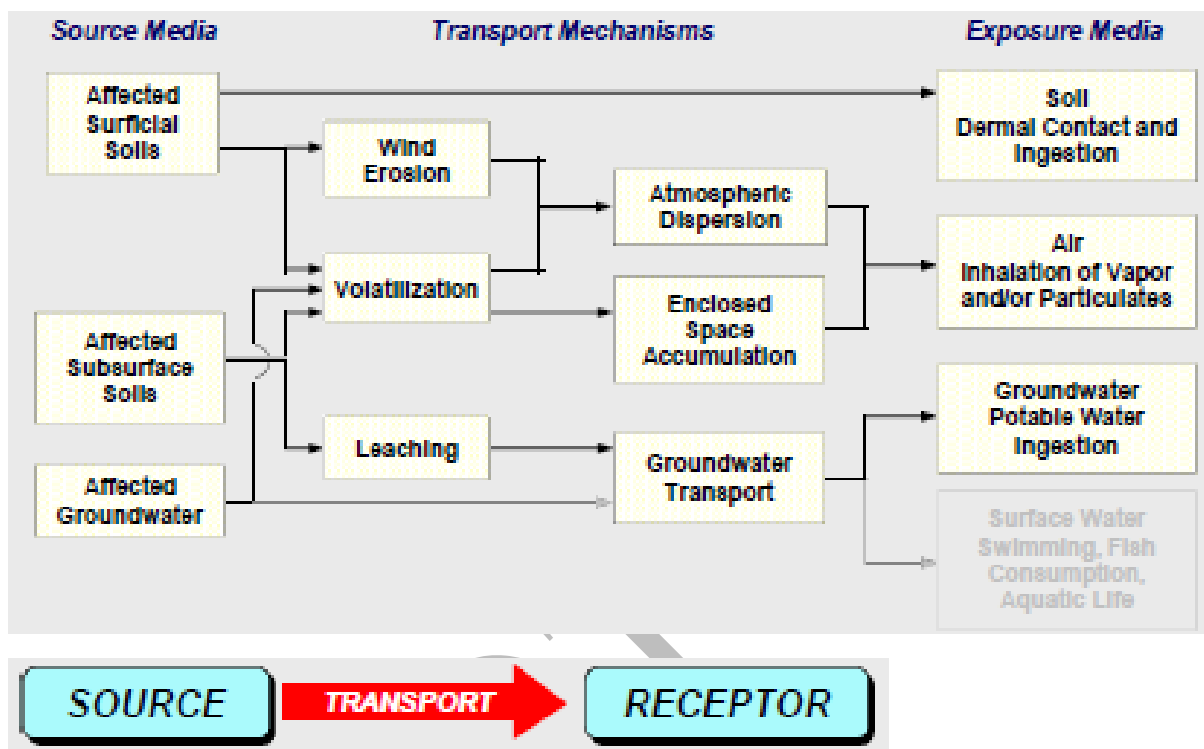 Source Media
Transport Mechanisms
Exposure Media
Affected
Surficial
Soils
Wind
Erosion
Volatilization
Atmospheric
Dispersion
Enclosed
Space
Accumulation
Soil
Dermal Contact and
Ingestion
Air
Inhalation of Vapor
and/or Particulates
Affected
Subsurface
Soils
Leaching
Affected
Groundwater
Groundwater
Transport
Groundwater
Potable Water
Ingestion
Surface Water
Swimming, Fish
Consumption,
Aquatic Life
SOURCE
TRANSPORT
RECEPTOR